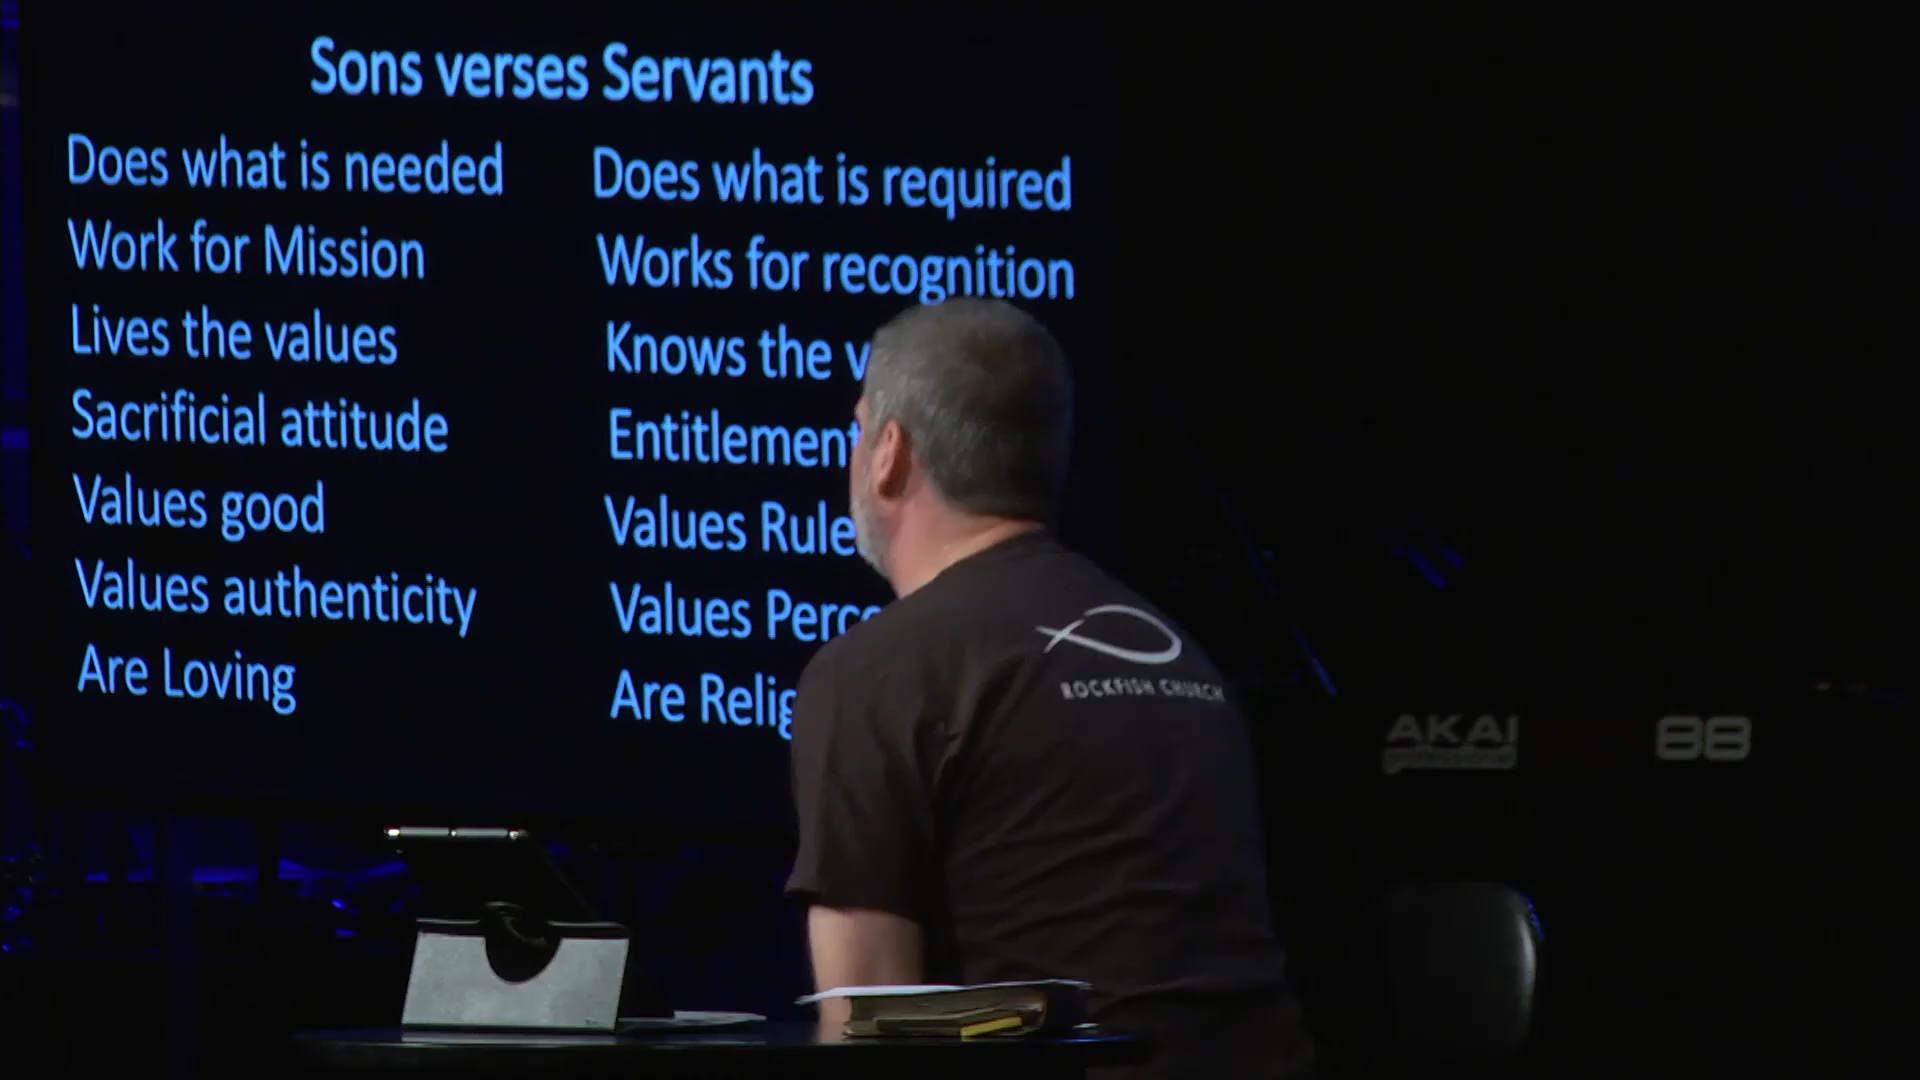 Sons verses Servants
Does what is needed
Work for Mission
Lives the values
Sacrificial attitude
Values good
Values authenticity
Are Loving
Does what is required
Works for recognition
Knows the
Entitlement
Values
Values
Are
ROCKFISH CHURCH
AKAI
professional
88